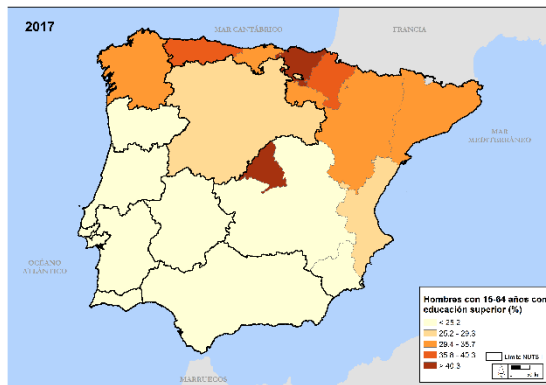 2017
MAR CANTÁBRICO
FRANCIA
MAR
MEDITERRÁNEO
OCÉANO
ATLÁNTICO
MARRUECOS
Hombres con 15-64 años con
educación superior (%)
< 25.2
25.2 - 29.3
29.4 - 35.7
35.8 - 40.3
> 40.3
Límite NUTS